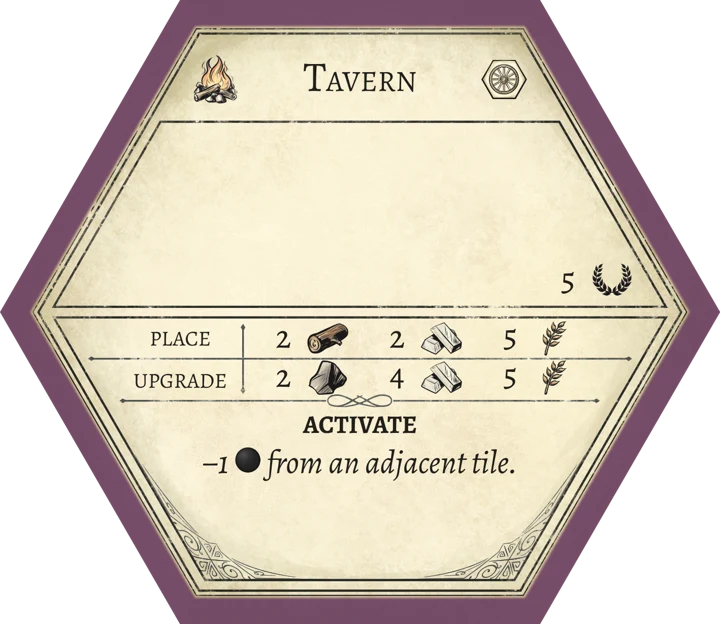 Tavern
5
PLACE 2 2 5
UPGRADE 2 4 5
ACTIVATE
–1 from an adjacent tile.